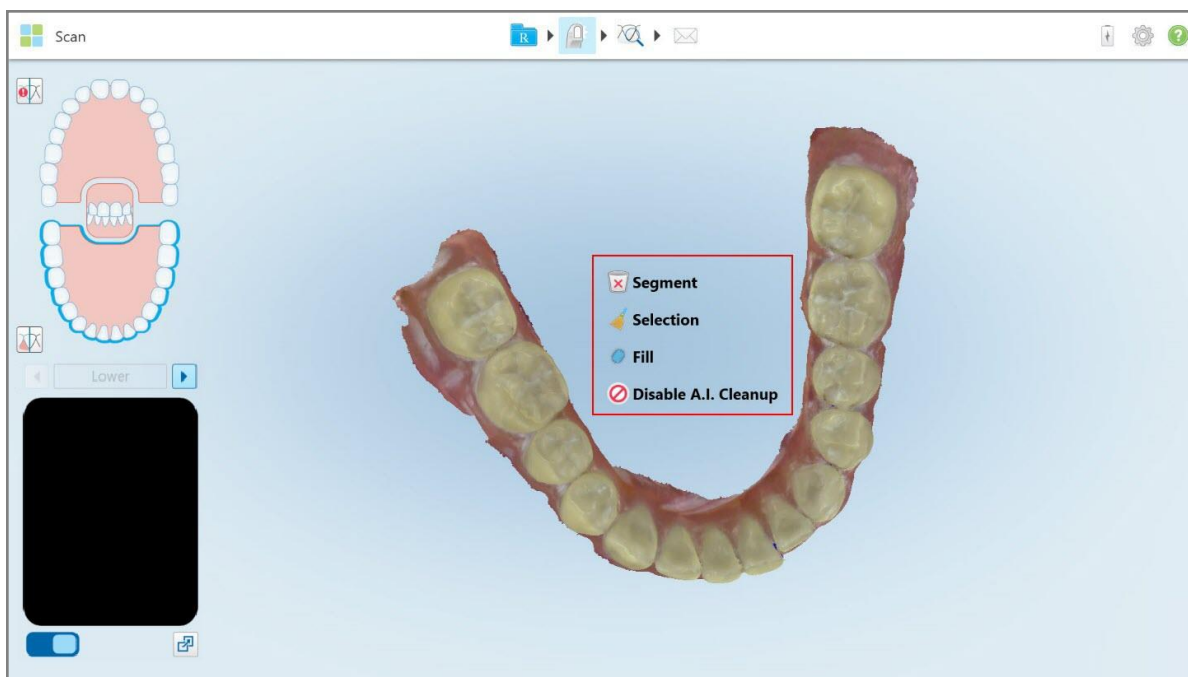 Scan
R
Segment
Selection
Fill
Disable A.I. Cleanup
Lower
?